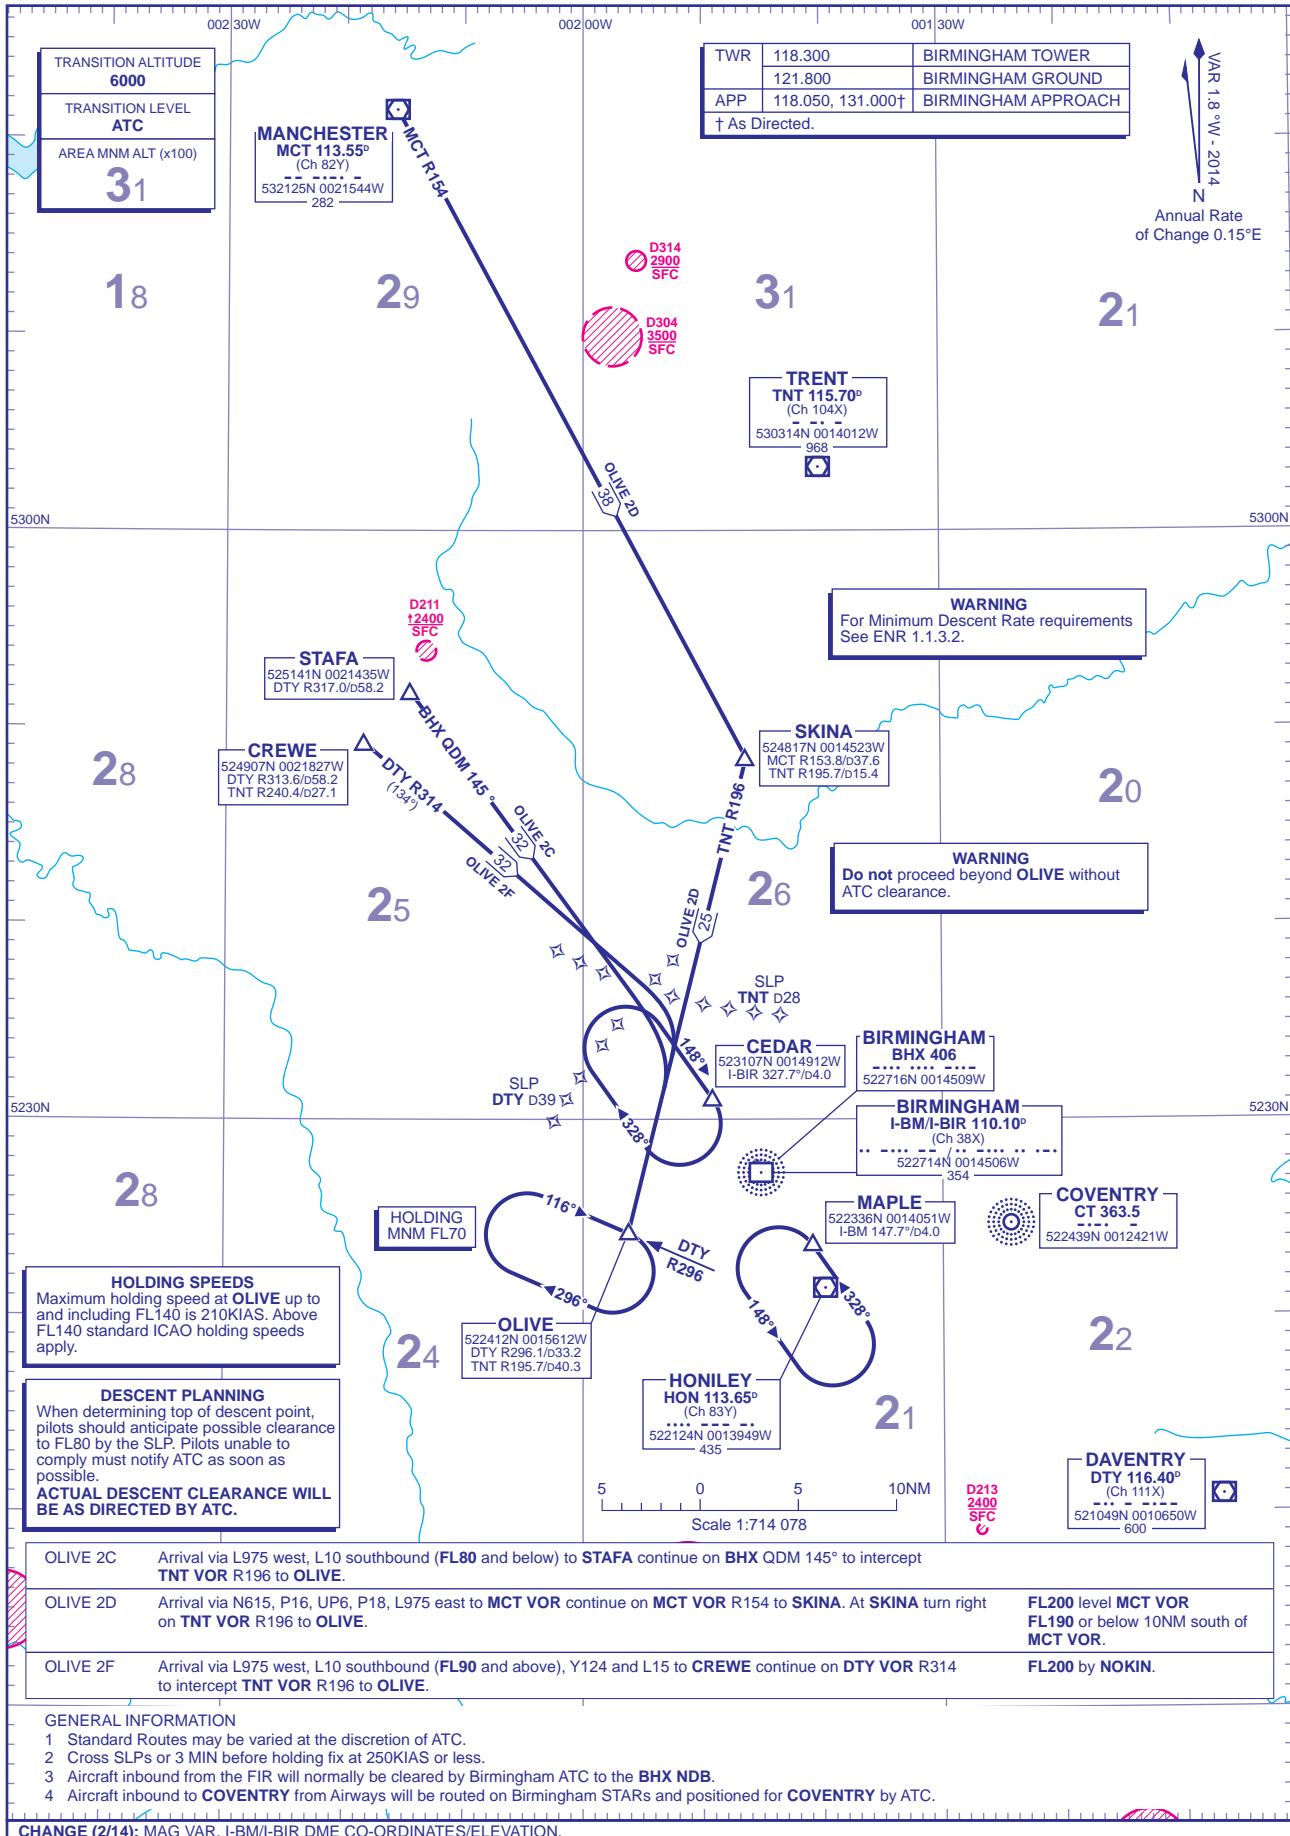 002 30W
002 00W
001 30W
TRANSITION ALTITUDE
6000
TRANSITION LEVEL
ATC
AREA MNM ALT (x100)
31
TWR 118.300 BIRMINGHAM TOWER
121.800 BIRMINGHAM GROUND
APP 118.050, 131.000† BIRMINGHAM APPROACH
† As Directed.
VAR 1.8 °W - 2014
N
Annual Rate
of Change 0.15°E
MANCHESTER
MCT 113.55D
(Ch 82Y)
532125N 0021544W
282
MCT R154
D314
2900
SFC
18
29
31
21
D304
3500
SFC
TRENT
TNT 115.70D
(Ch 104X)
530314N 0014012W
968
OLIVE 2D
38
5300N
5300N
D211
†2400
SFC
WARNING
For Minimum Descent Rate requirements
See ENR 1.1.3.2.
STAFA
525141N 0021435W
DTY R317.0/D58.2
BHX QDM 145°
CREWE
524907N 0021827W
DTY R313.6/D58.2
TNT R240.4/D27.1
DTY R314
(134°)
SKINA
524817N 0014523W
MCT R153.8/D37.6
TNT R195.7/D15.4
28
20
TNT R196
OLIVE 2C
32
32
OLIVE 2F
WARNING
Do not proceed beyond OLIVE without
ATC clearance.
25
26
OLIVE 2D
25
SLP
TNT D28
148°
CEDAR
523107N 0014912W
I-BIR 327.7°/D4.0
BIRMINGHAM
BHX 406
522716N 0014509W
SLP
DTY D39
5230N
5230N
328°
BIRMINGHAM
I-BM/I-BIR 110.10D
(Ch 38X)
522714N 0014506W
354
28
116°
HOLDING
MNM FL70
DTY
R296
296°
MAPLE
522336N 0014051W
I-BM 147.7°/D4.0
COVENTRY
CT 363.5
522439N 0012421W
HOLDING SPEEDS
Maximum holding speed at OLIVE up to
and including FL140 is 210KIAS. Above
FL140 standard ICAO holding speeds
apply.
148°
328°
OLIVE
522412N 0015612W
DTY R296.1/D33.2
TNT R195.7/D40.3
24
22
HONILEY
HON 113.65D
(Ch 83Y)
522124N 0013949W
435
21
DESCENT PLANNING
When determining top of descent point,
pilots should anticipate possible clearance
to FL80 by the SLP. Pilots unable to
comply must notify ATC as soon as
possible.
ACTUAL DESCENT CLEARANCE WILL
BE AS DIRECTED BY ATC.
5 0 5 10NM
Scale 1:714 078
D213
2400
SFC
DAVENTRY
DTY 116.40D
(Ch 111X)
521049N 0010650W
600
OLIVE 2C Arrival via L975 west, L10 southbound (FL80 and below) to STAFA continue on BHX QDM 145° to intercept
TNT VOR R196 to OLIVE.
OLIVE 2D Arrival via N615, P16, UP6, P18, L975 east to MCT VOR continue on MCT VOR R154 to SKINA. At SKINA turn right
on TNT VOR R196 to OLIVE.
FL200 level MCT VOR
FL190 or below 10NM south of
MCT VOR.
OLIVE 2F Arrival via L975 west, L10 southbound (FL90 and above), Y124 and L15 to CREWE continue on DTY VOR R314
to intercept TNT VOR R196 to OLIVE.
FL200 by NOKIN.
GENERAL INFORMATION
1 Standard Routes may be varied at the discretion of ATC.
2 Cross SLPs or 3 MIN before holding fix at 250KIAS or less.
3 Aircraft inbound from the FIR will normally be cleared by Birmingham ATC to the BHX NDB.
4 Aircraft inbound to COVENTRY from Airways will be routed on Birmingham STARs and positioned for COVENTRY by ATC.
CHANGE (2/14): MAG VAR. I-BM/I-BIR DME CO-ORDINATES/ELEVATION.